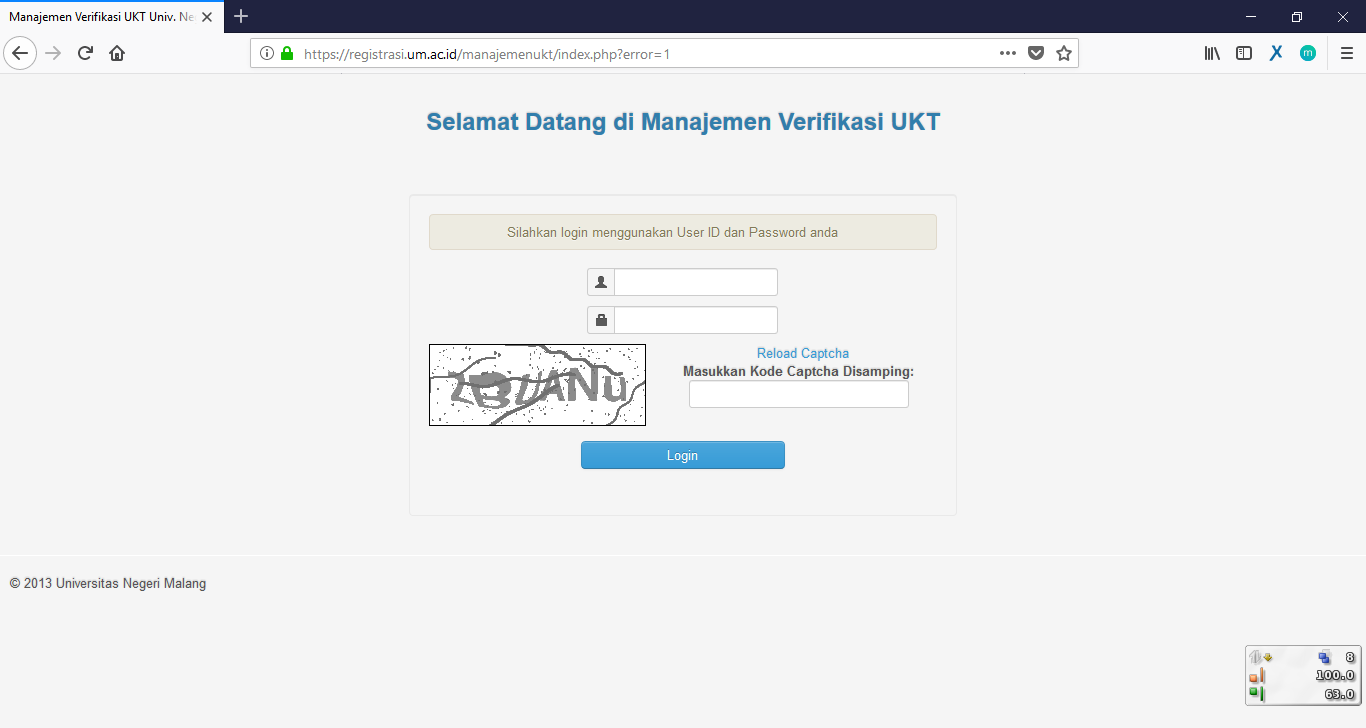 Manajemen Verifikasi UKT Univ. Ne
https://registrasi.um.ac.id/manajemenukt/index.php?error=1
Selamat Datang di Manajemen Verifikasi UKT
Silahkan login menggunakan User ID dan Password anda
Reload Captcha
Masukkan Kode Captcha Disamping:
Login
© 2013 Universitas Negeri Malang
8
100.0
63.0